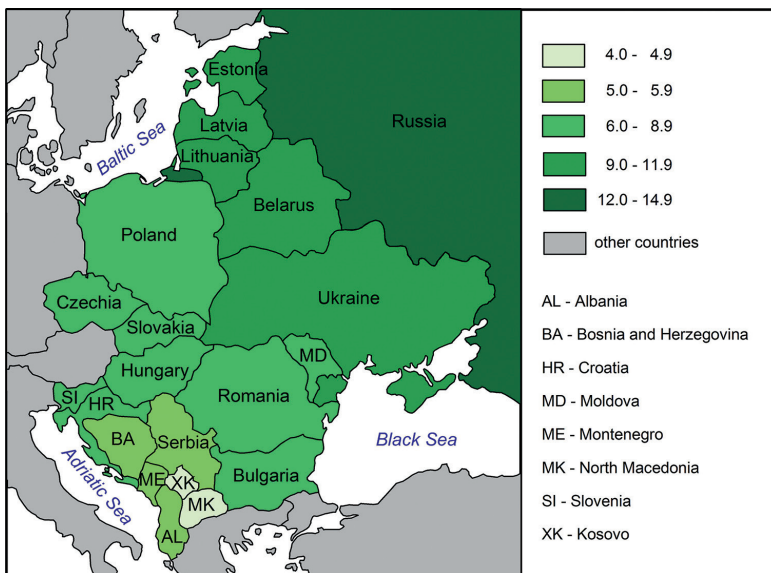 Estonia
Latvia
Russia
Baltic Sea
Lithuania
Belarus
Poland
Czechia
Ukraine
Slovakia
MD
Hungary
SI
HR
Romania
BA
Serbia
Black Sea
Adriatic Sea
ME
XK
Bulgaria
MK
AL
4.0 - 4.9
5.0 - 5.9
6.0 - 8.9
9.0 - 11.9
12.0 - 14.9
other countries
AL - Albania
BA - Bosnia and Herzegovina
HR - Croatia
MD - Moldova
ME - Montenegro
MK - North Macedonia
SI - Slovenia
XK - Kosovo